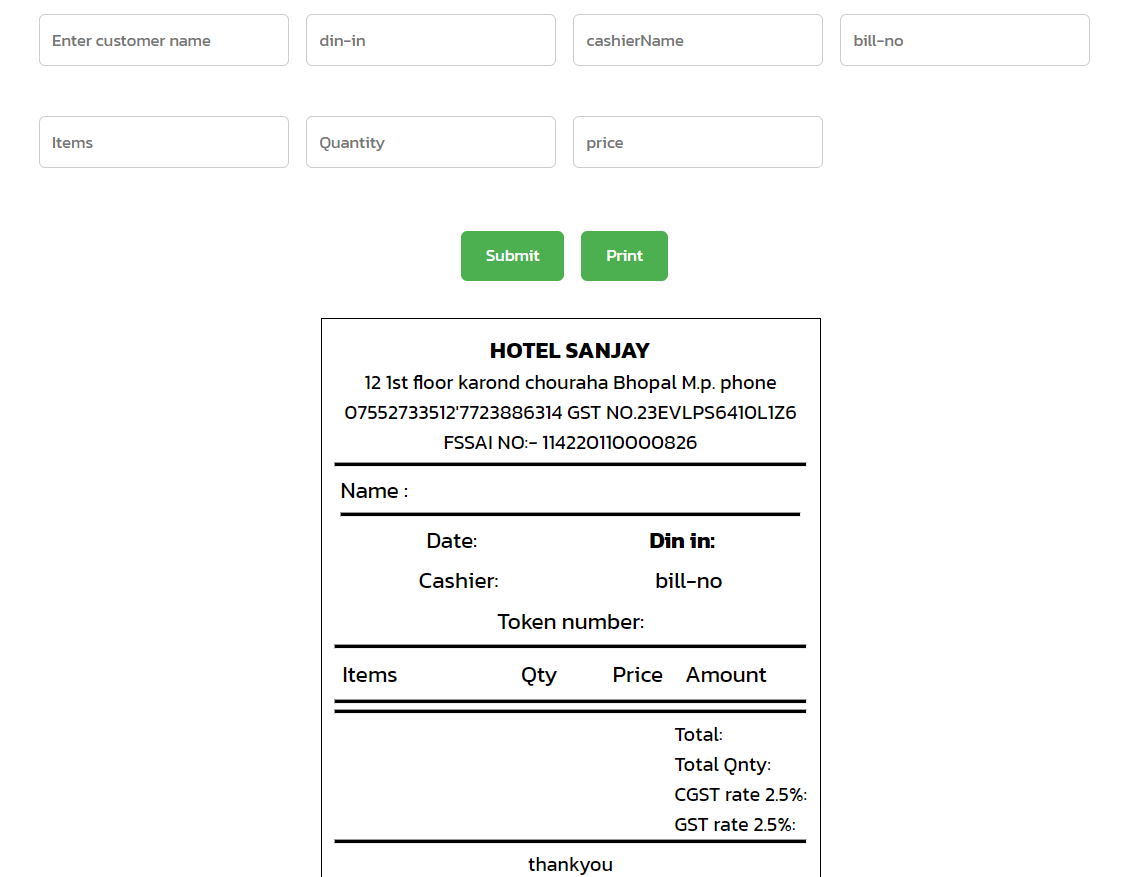 Enter customer name din-in cashierName bill-no
Items Quantity price
Submit Print
HOTEL SANJAY
12 1st floor karond chouraha Bhopal M.p. phone
07552733512'7723886314 GST NO.23EVLPS6410L1Z6
FSSAI NO:- 114220110000826
Name :
Date: Din in:
Cashier: bill-no
Token number:
Items Qty Price Amount
Total:
Total Qnty:
CGST rate 2.5%:
GST rate 2.5%:
thankyou